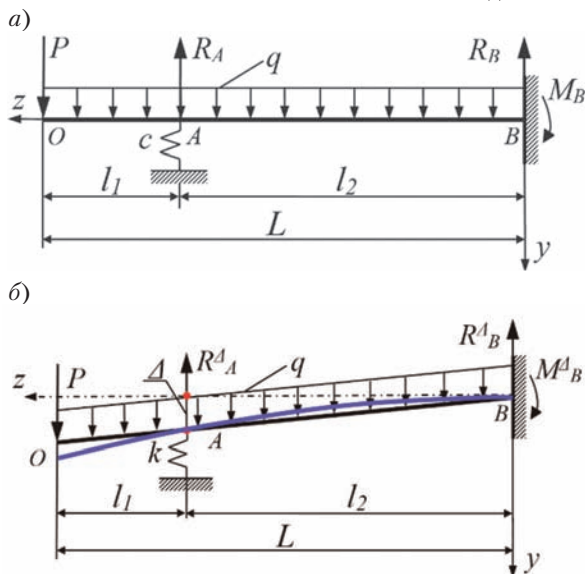 а)
P R_A q R_B M_B
z O c A B
l_1 l_2
L
y
б)
P Δ R^Δ_A q R^Δ_B M^Δ_B
z
O k A B
l_1 l_2
L
y